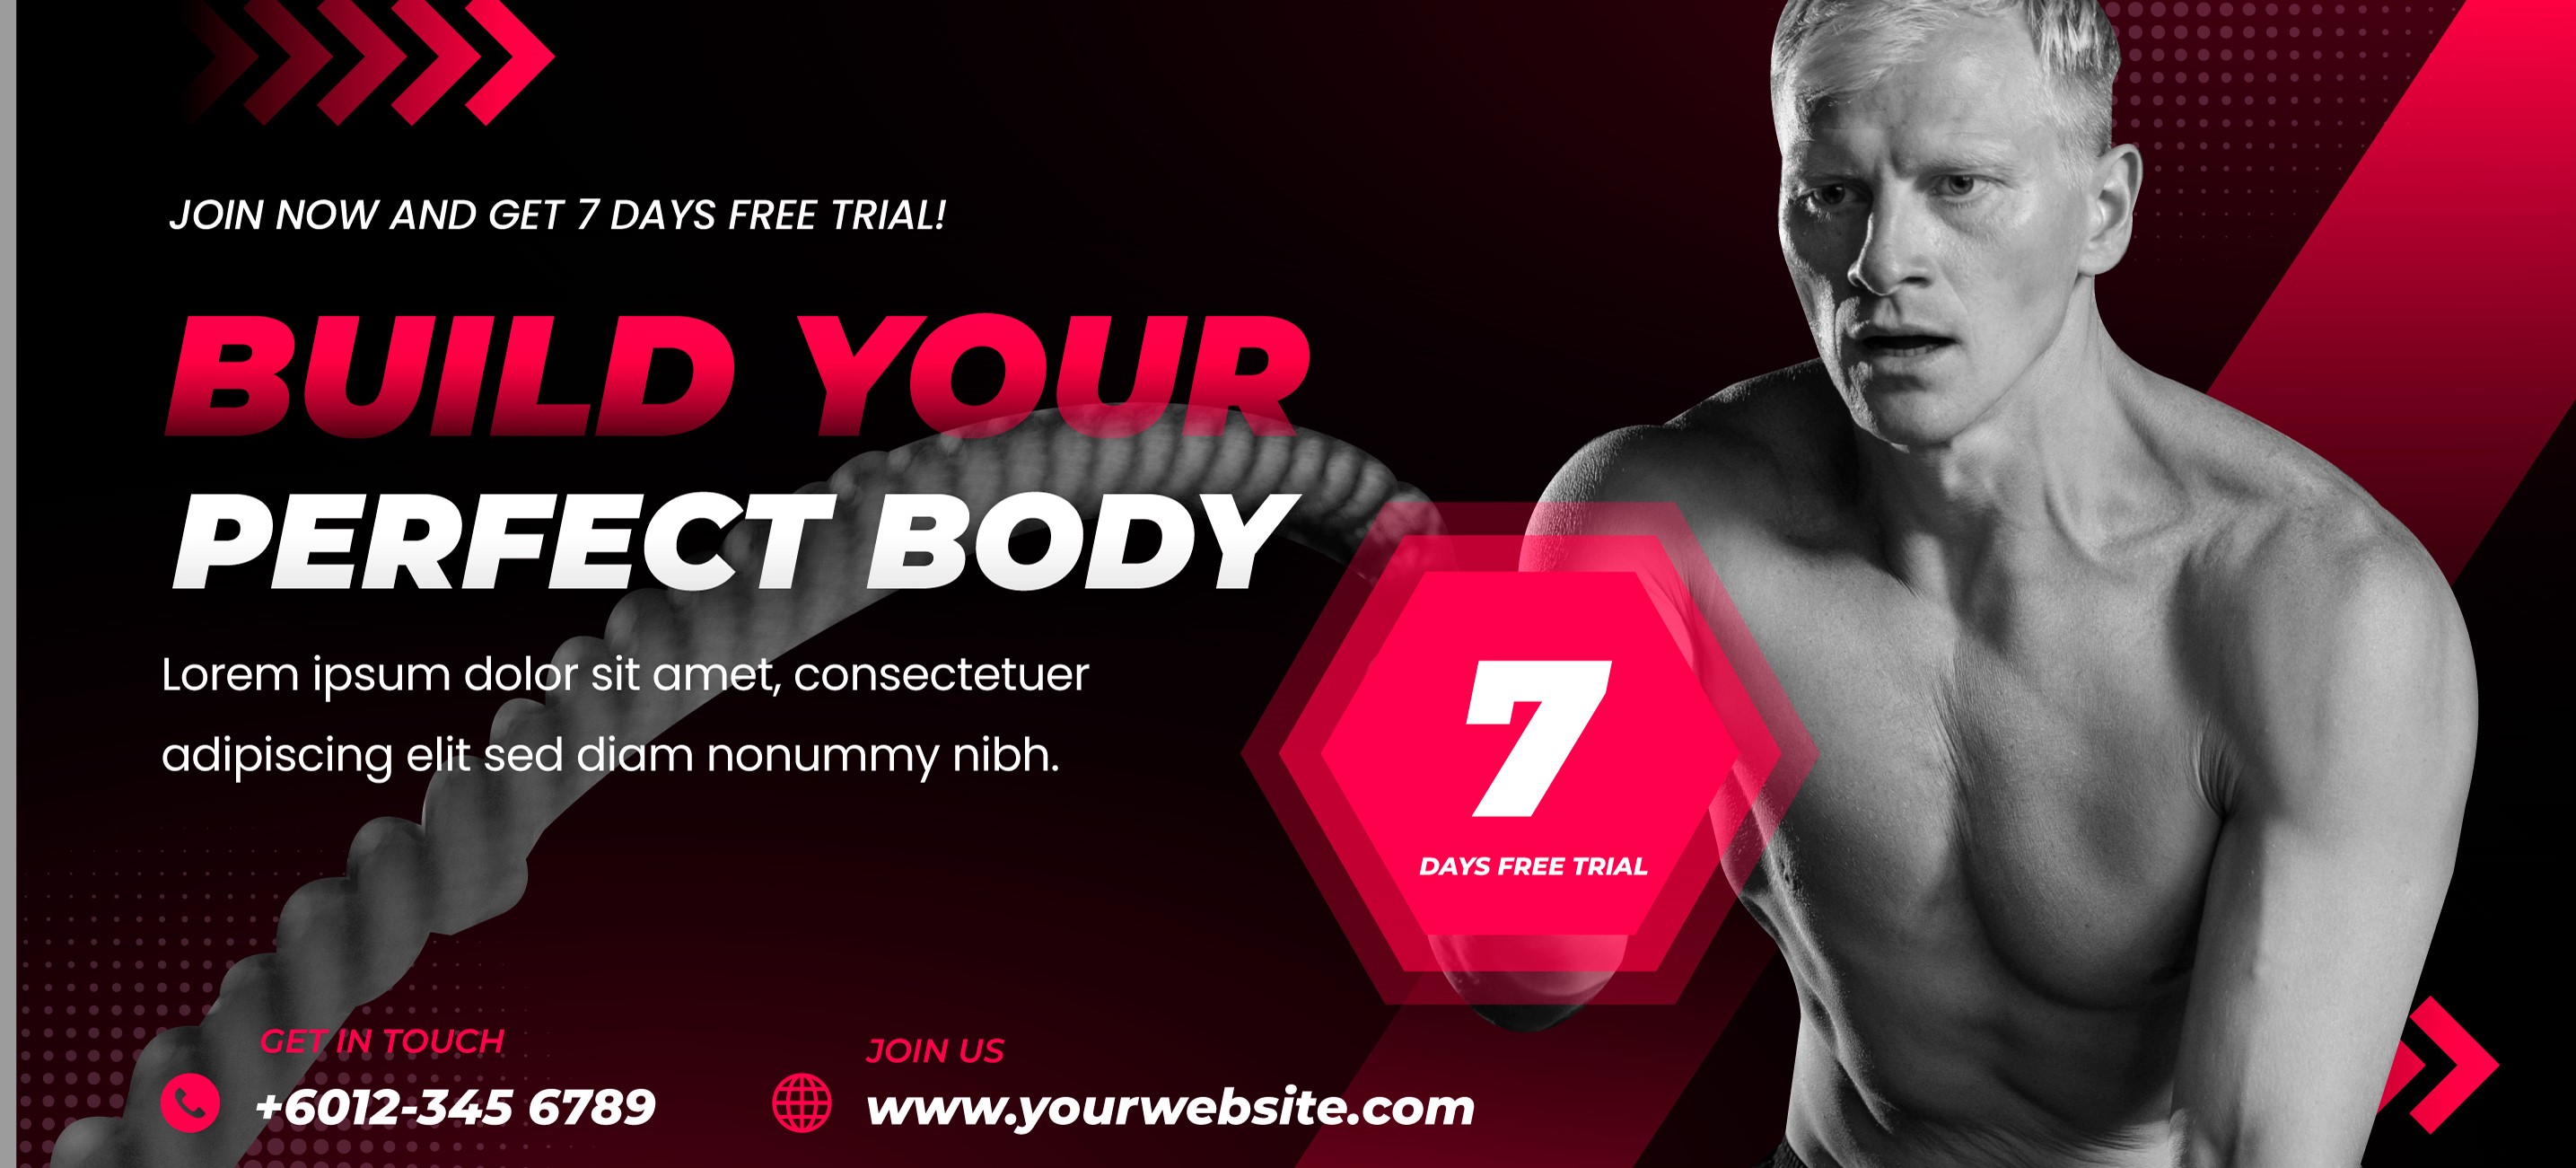 JOIN NOW AND GET 7 DAYS FREE TRIAL!
BUILD YOUR
PERFECT BODY
Lorem ipsum dolor sit amet, consectetuer
adipiscing elit sed diam nonummy nibh.
7
DAYS FREE TRIAL
GET IN TOUCH
+6012-345 6789
JOIN US
www.yourwebsite.com